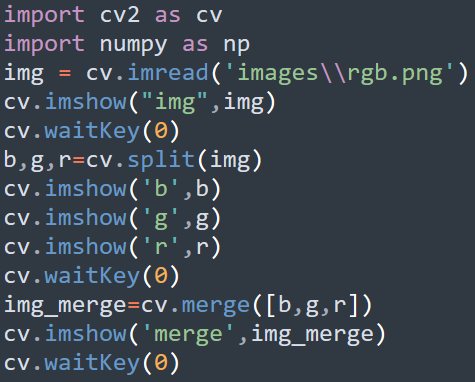 import cv2 as cv
import numpy as np
img = cv.imread('images\\rgb.png')
cv.imshow("img",img)
cv.waitKey(0)
b,g,r=cv.split(img)
cv.imshow('b',b)
cv.imshow('g',g)
cv.imshow('r',r)
cv.waitKey(0)
img_merge=cv.merge([b,g,r])
cv.imshow('merge',img_merge)
cv.waitKey(0)